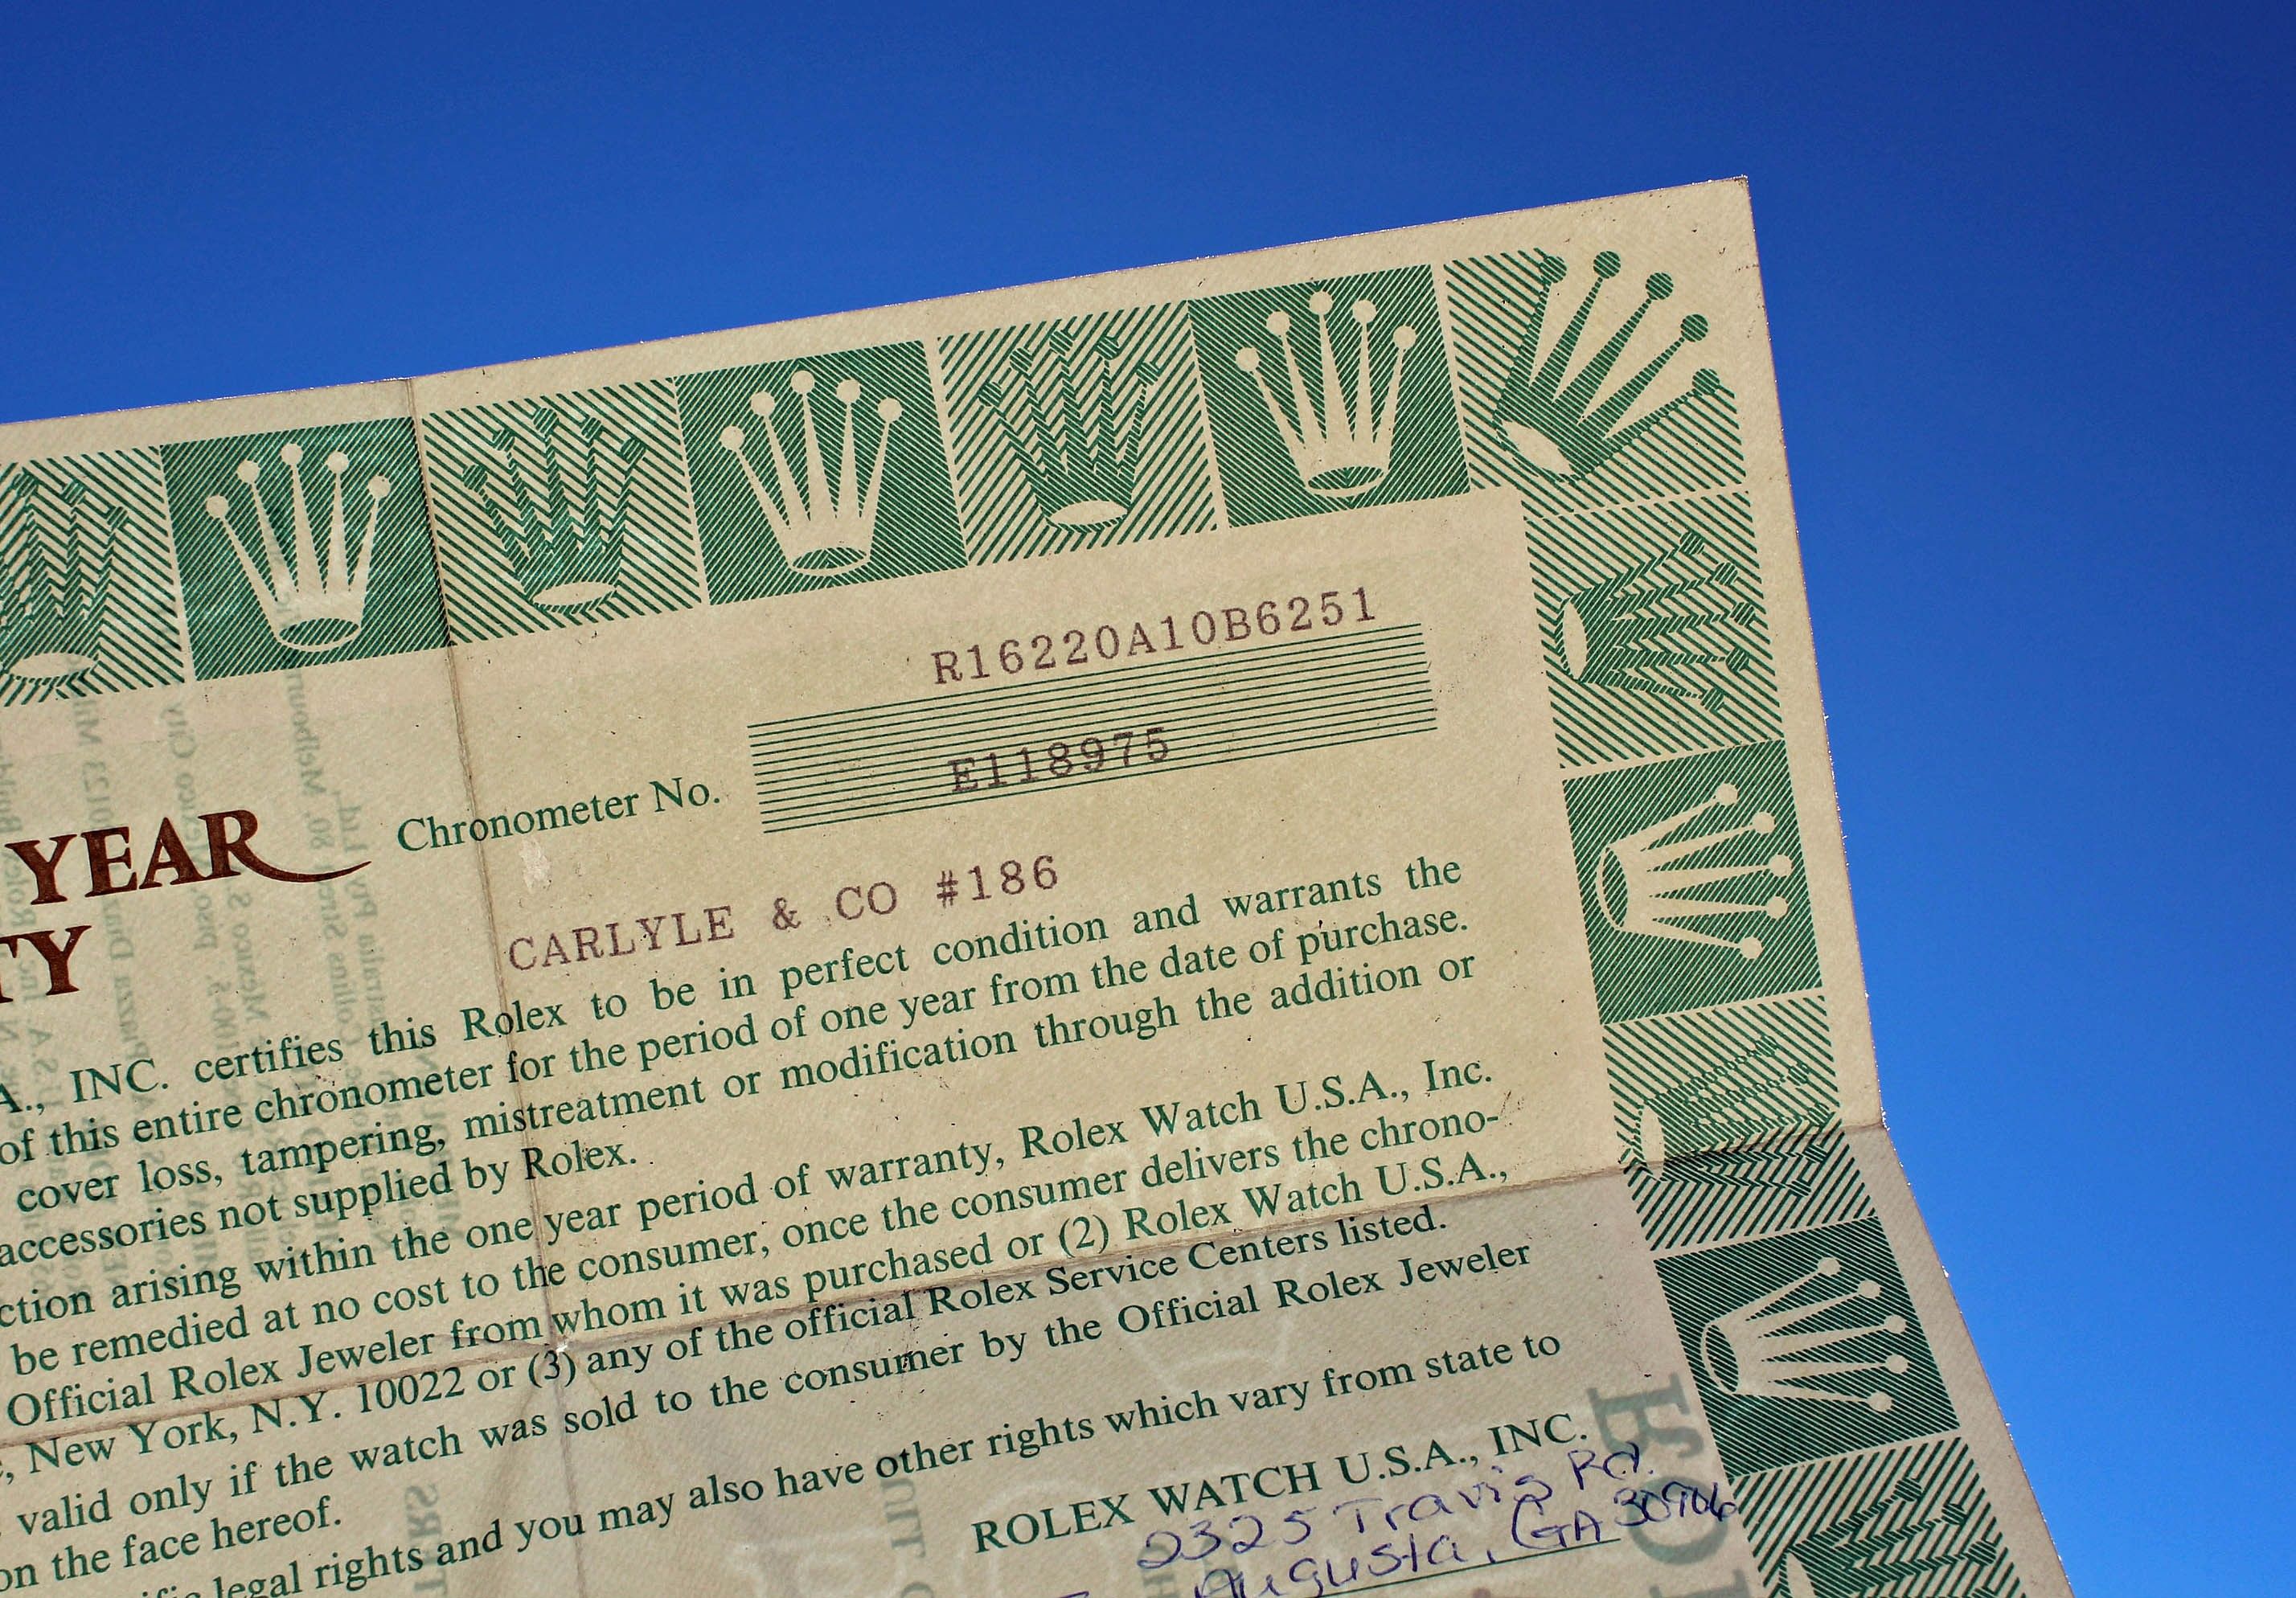 R16220A10B6251
Chronometer No. E118975
YEAR
TY
CARLYLE & CO #186
A., INC. certifies this Rolex to be in perfect condition and warrants the
of this entire chronometer for the period of one year from the date of purchase.
cover loss, tampering, mistreatment or modification through the addition or
accessories not supplied by Rolex.
ction arising within the one year period of warranty, Rolex Watch U.S.A., Inc.
be remedied at no cost to the consumer, once the consumer delivers the chrono-
Official Rolex Jeweler from whom it was purchased or (2) Rolex Watch U.S.A.,
, New York, N.Y. 10022 or (3) any of the official Rolex Service Centers listed.
valid only if the watch was sold to the consumer by the Official Rolex Jeweler
on the face hereof.
legal rights and you may also have other rights which vary from state to
ROLEX WATCH U.S.A., INC.
2325 Travis Rd.
Augusta, GA 30906